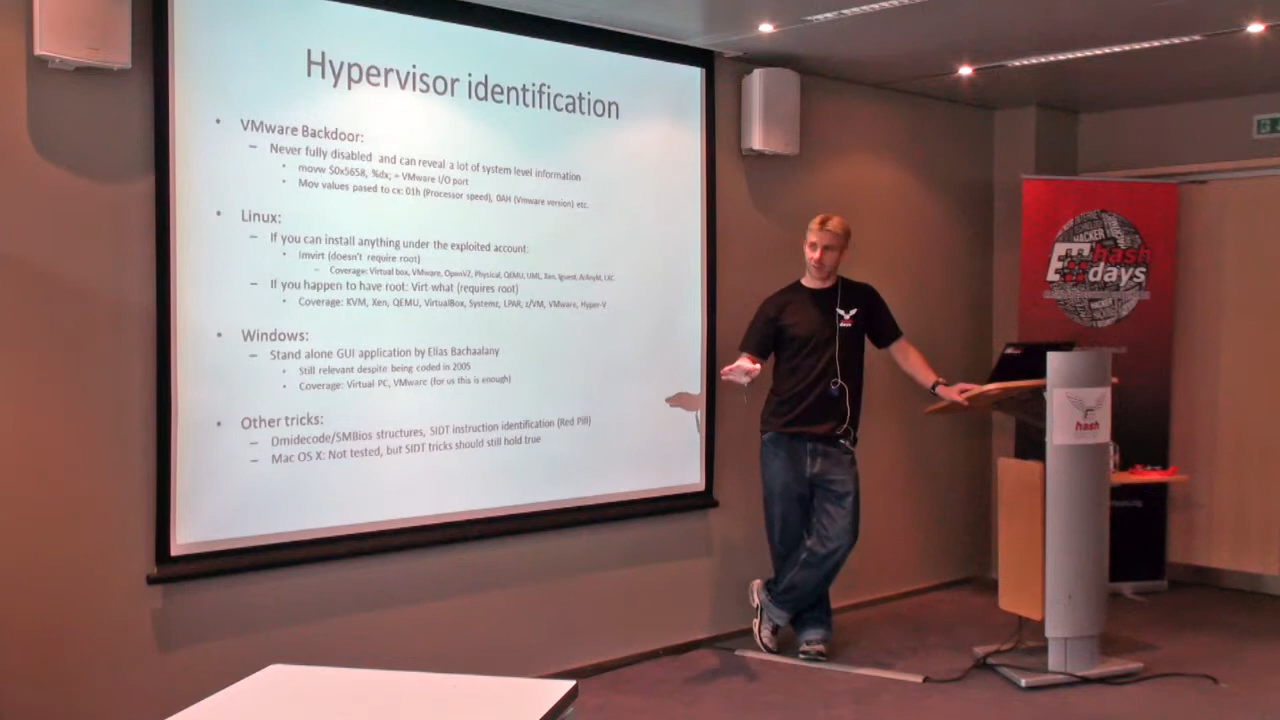 Hypervisor identification
• VMware Backdoor:
– Never fully disabled and can reveal a lot of system level information
• movw $0x5658, %dx; = VMware I/O port
• Mov values pased to cx: 01h (Processor speed), 0AH (Vmware version) etc.
• Linux:
– If you can install anything under the exploited account:
• Imvirt (doesn't require root)
– Coverage: Virtual box, VMware, OpenVZ, Physical, QEMU, UML, Xen, lguest, ArAnyM, LXC
– If you happen to have root: Virt-what (requires root)
• Coverage: KVM, Xen, QEMU, VirtualBox, Systemz, LPAR, z/VM, VMware, Hyper-V
• Windows:
– Stand alone GUI application by Elias Bachaalany
• Still relevant despite being coded in 2005
• Coverage: Virtual PC, VMware (for us this is enough)
• Other tricks:
– Dmidecode/SMBios structures, SIDT instruction identification (Red Pill)
– Mac OS X: Not tested, but SIDT tricks should still hold true
HACKER
hash
days
HACKER
days
hash